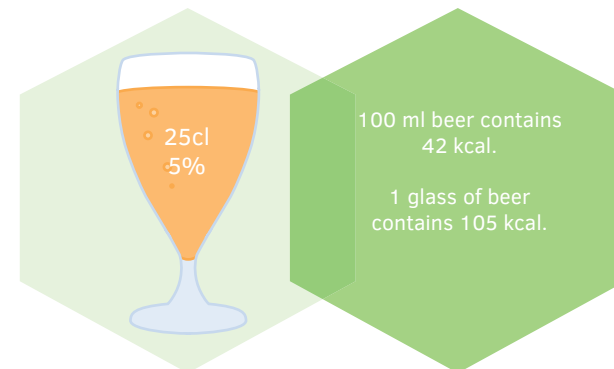 25cl
5%
100 ml beer contains
42 kcal.
1 glass of beer
contains 105 kcal.